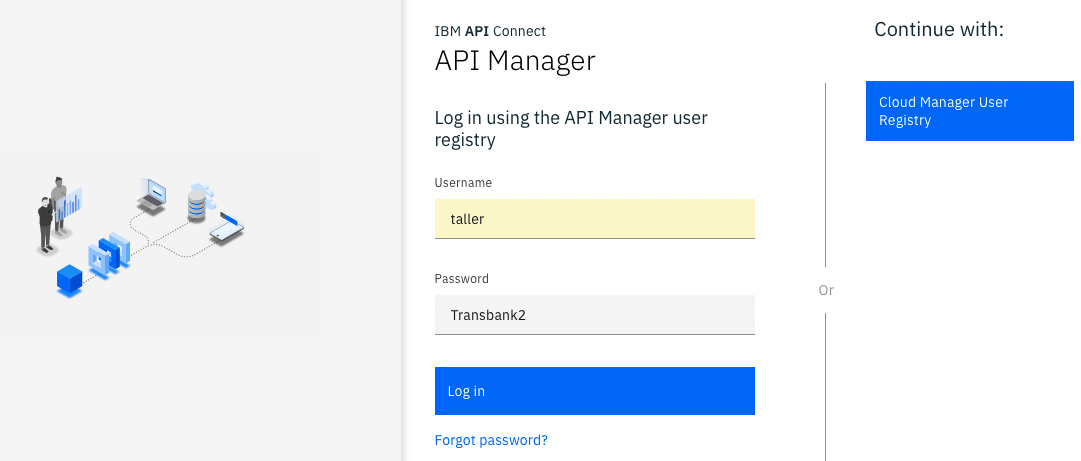 IBM API Connect
API Manager
Log in using the API Manager user
registry
Username
taller
Password
Transbank2
Log in
Forgot password?
Or
Continue with:
Cloud Manager User
Registry